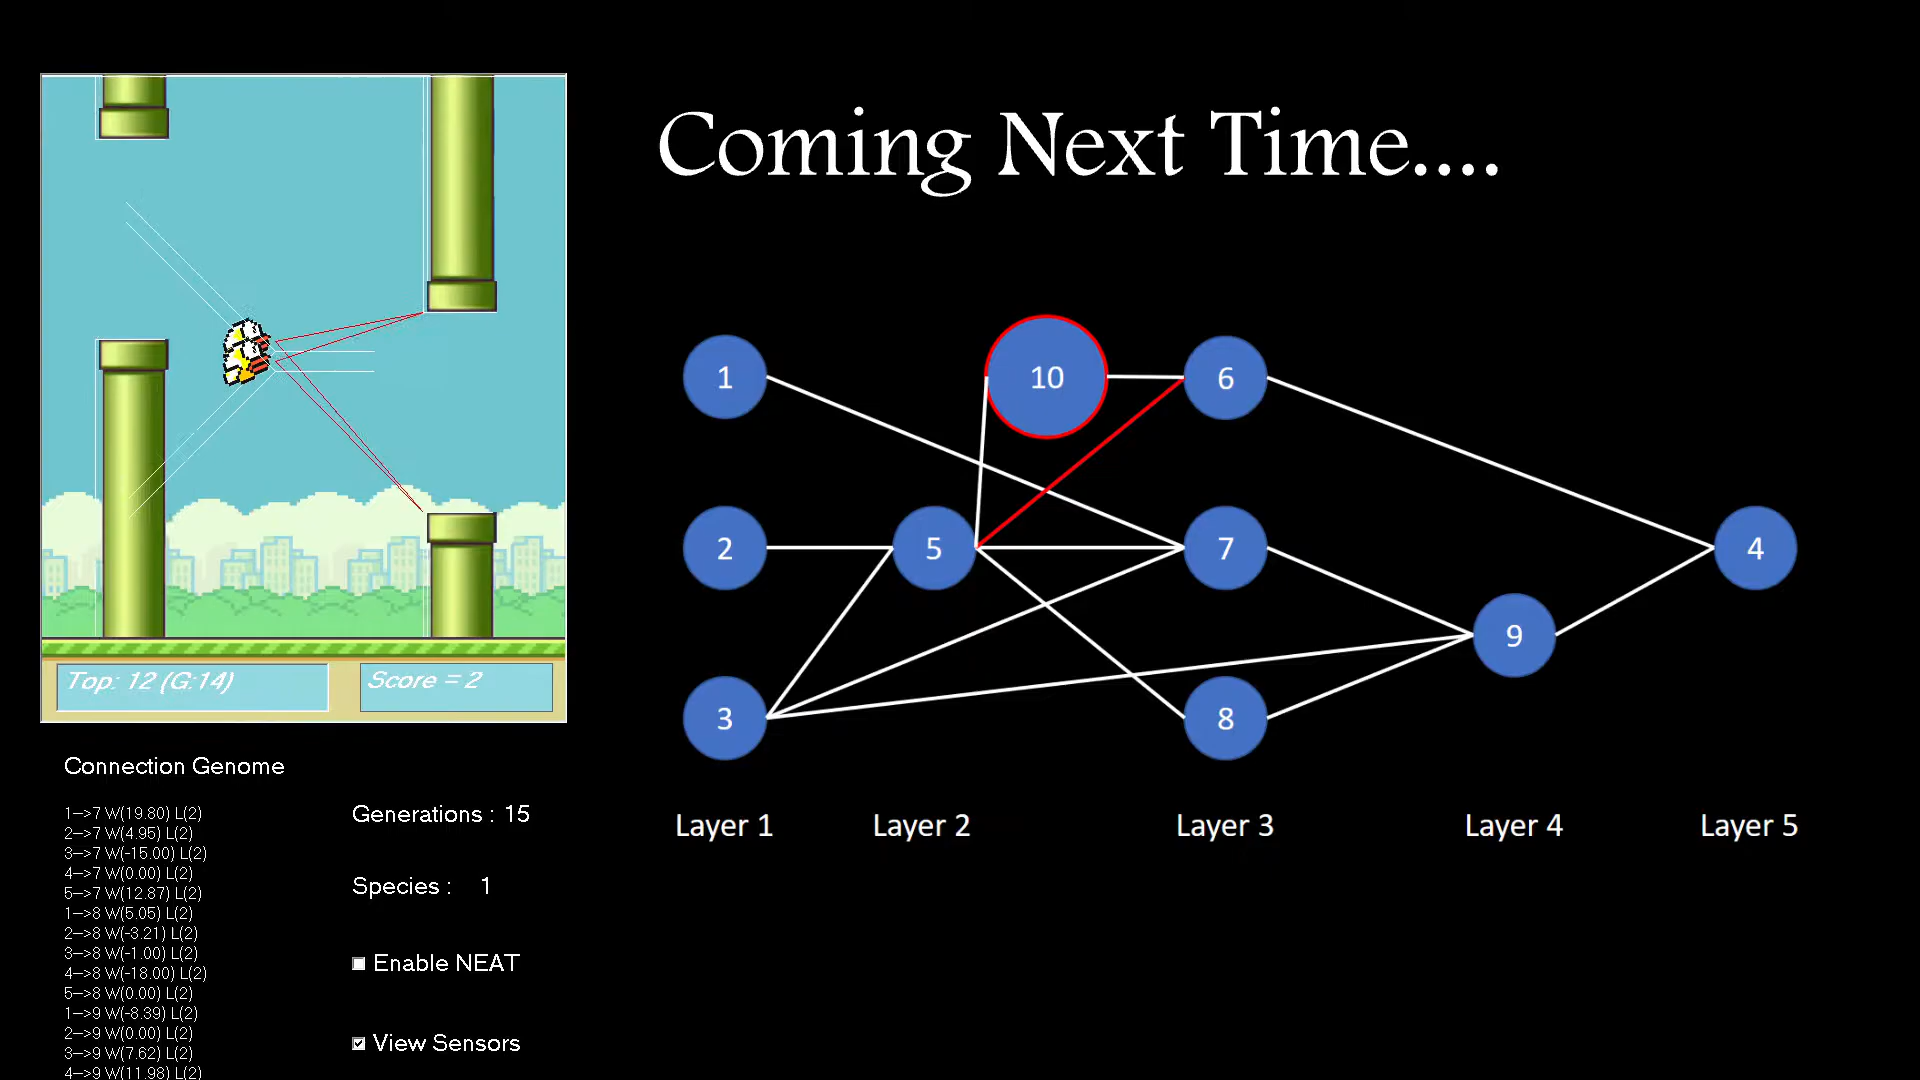 Coming Next Time....
1
10
6
2
5
7
4
9
3
8
Layer 1
Layer 2
Layer 3
Layer 4
Layer 5
Top: 12 (G:14)
Score = 2
Connection Genome
1-->7 W(19.80) L(2)
2-->7 W(4.95) L(2)
3-->7 W(-15.00) L(2)
4-->7 W(0.00) L(2)
5-->7 W(12.87) L(2)
1-->8 W(5.05) L(2)
2-->8 W(-3.21) L(2)
3-->8 W(-1.00) L(2)
4-->8 W(-18.00) L(2)
5-->8 W(0.00) L(2)
1-->9 W(-8.39) L(2)
2-->9 W(0.00) L(2)
3-->9 W(7.62) L(2)
4-->9 W(11.98) L(2)
Generations : 15
Species : 1
Enable NEAT
View Sensors